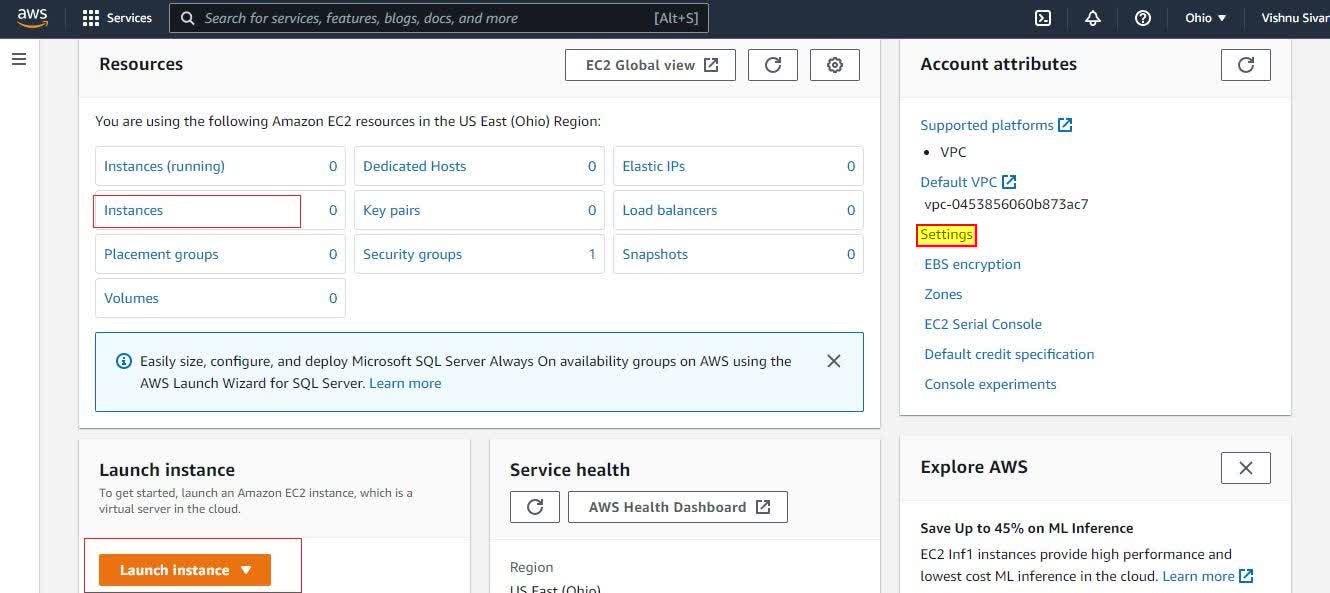 aws
Services
Search for services, features, blogs, docs, and more [Alt+S]
Ohio
Vishnu Sivan
Resources
EC2 Global view
You are using the following Amazon EC2 resources in the US East (Ohio) Region:
Instances (running) 0
Dedicated Hosts 0
Elastic IPs 0
Instances 0
Key pairs 0
Load balancers 0
Placement groups 0
Security groups 1
Snapshots 0
Volumes 0
Easily size, configure, and deploy Microsoft SQL Server Always On availability groups on AWS using the
AWS Launch Wizard for SQL Server. Learn more
Account attributes
Supported platforms
• VPC
Default VPC
vpc-0453856060b873ac7
Settings
EBS encryption
Zones
EC2 Serial Console
Default credit specification
Console experiments
Launch instance
To get started, launch an Amazon EC2 instance, which is a
virtual server in the cloud.
Launch instance
Service health
AWS Health Dashboard
Region
US East (Ohio)
Explore AWS
Save Up to 45% on ML Inference
EC2 Inf1 instances provide high performance and
lowest cost ML inference in the cloud. Learn more